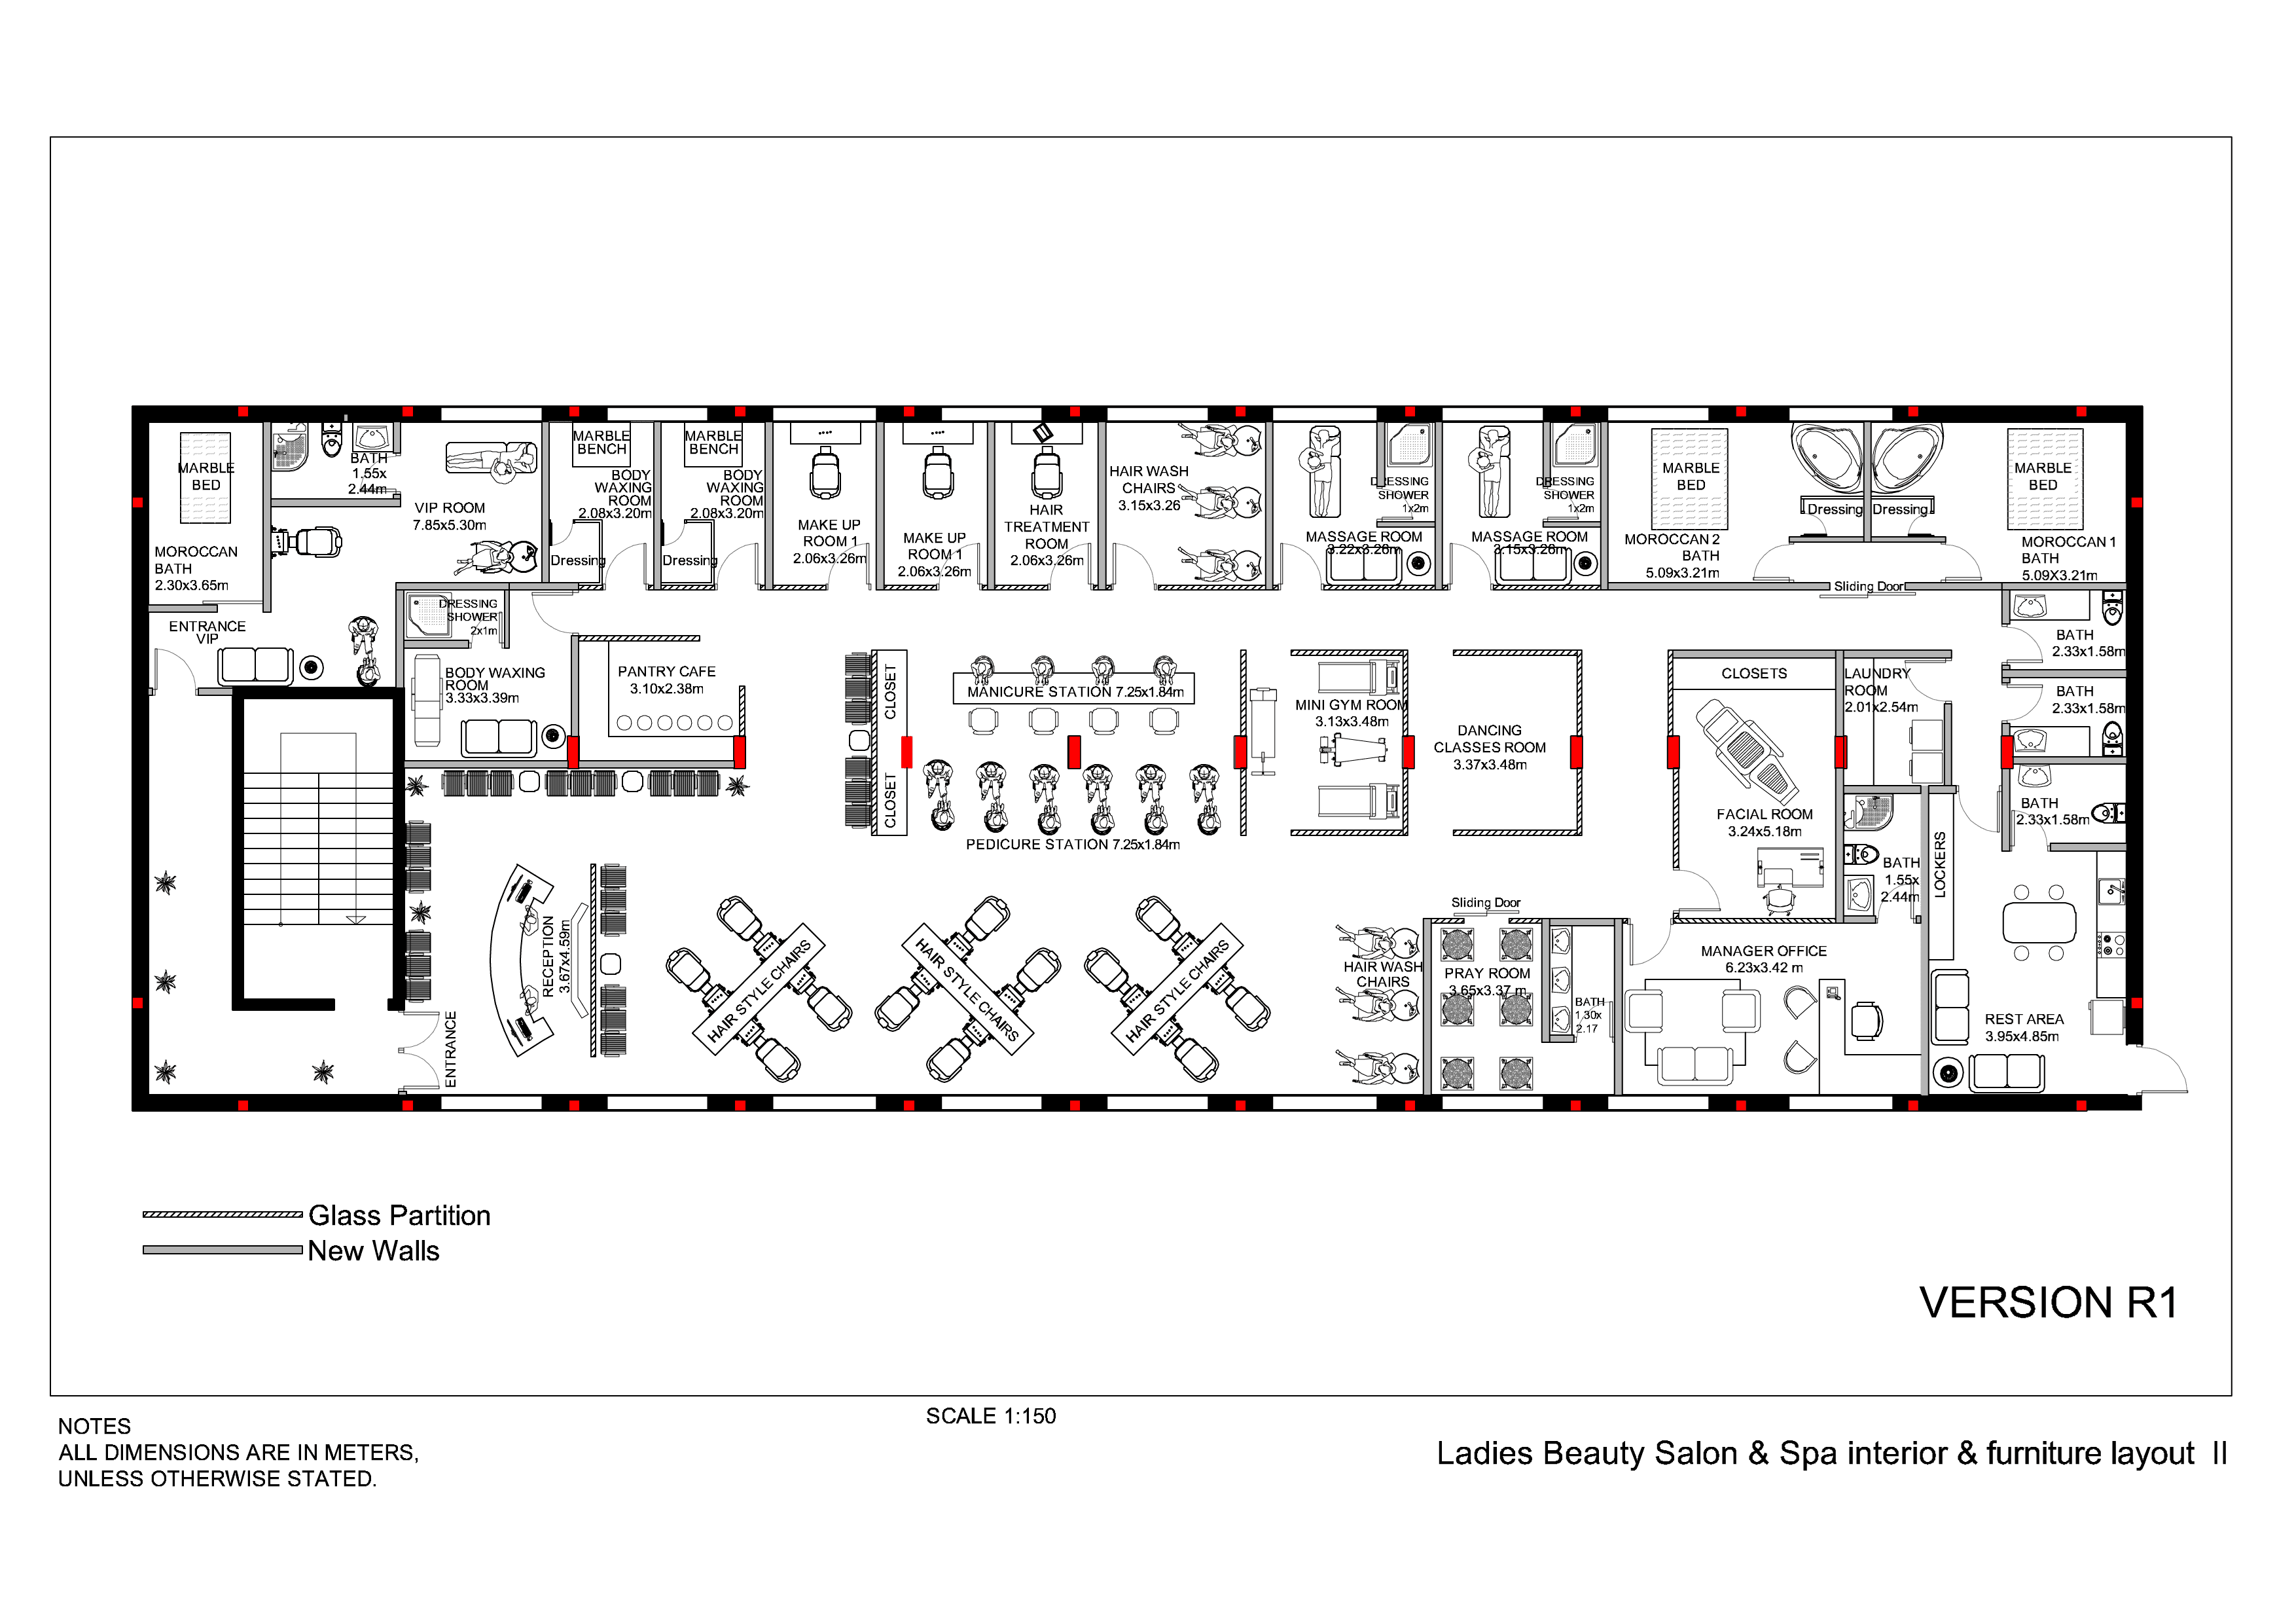 MARBLE
BED
MOROCCAN
BATH
2.30x3.65m
BATH
1.55x
2.44m
VIP ROOM
7.85x5.30m
ENTRANCE
VIP
MARBLE
BENCH
BODY
WAXING
ROOM
2.08x3.20m
Dressing
MARBLE
BENCH
BODY
WAXING
ROOM
2.08x3.20m
Dressing
MAKE UP
ROOM 1
2.06x3.26m
MAKE UP
ROOM 1
2.06x3.26m
HAIR
TREATMENT
ROOM
2.06x3.26m
HAIR WASH
CHAIRS
3.15x3.26
DRESSING
SHOWER
1x2m
MASSAGE ROOM
3.22x3.28m
DRESSING
SHOWER
1x2m
MASSAGE ROOM
3.15x3.28m
MARBLE
BED
MOROCCAN 2
BATH
5.09x3.21m
Dressing
Dressing
MARBLE
BED
MOROCCAN 1
BATH
5.09X3.21m
Sliding Door
DRESSING
SHOWER
2x1m
BODY WAXING
ROOM
3.33x3.39m
PANTRY CAFE
3.10x2.38m
CLOSET
CLOSET
MANICURE STATION 7.25x1.84m
PEDICURE STATION 7.25x1.84m
MINI GYM ROOM
3.13x3.48m
DANCING
CLASSES ROOM
3.37x3.48m
CLOSETS
FACIAL ROOM
3.24x5.18m
LAUNDRY
ROOM
2.01x2.54m
BATH
2.33x1.58m
BATH
2.33x1.58m
BATH
2.33x1.58m
BATH
1.55x
2.44m
LOCKERS
RECEPTION
3.67x4.59m
ENTRANCE
HAIR STYLE CHAIRS
HAIR STYLE CHAIRS
HAIR STYLE CHAIRS
HAIR WASH
CHAIRS
Sliding Door
PRAY ROOM
3.65x3.37 m
BATH
1.30x
2.17
MANAGER OFFICE
6.23x3.42 m
REST AREA
3.95x4.85m
Glass Partition
New Walls
VERSION R1
SCALE 1:150
NOTES
ALL DIMENSIONS ARE IN METERS,
UNLESS OTHERWISE STATED.
Ladies Beauty Salon & Spa interior & furniture layout II